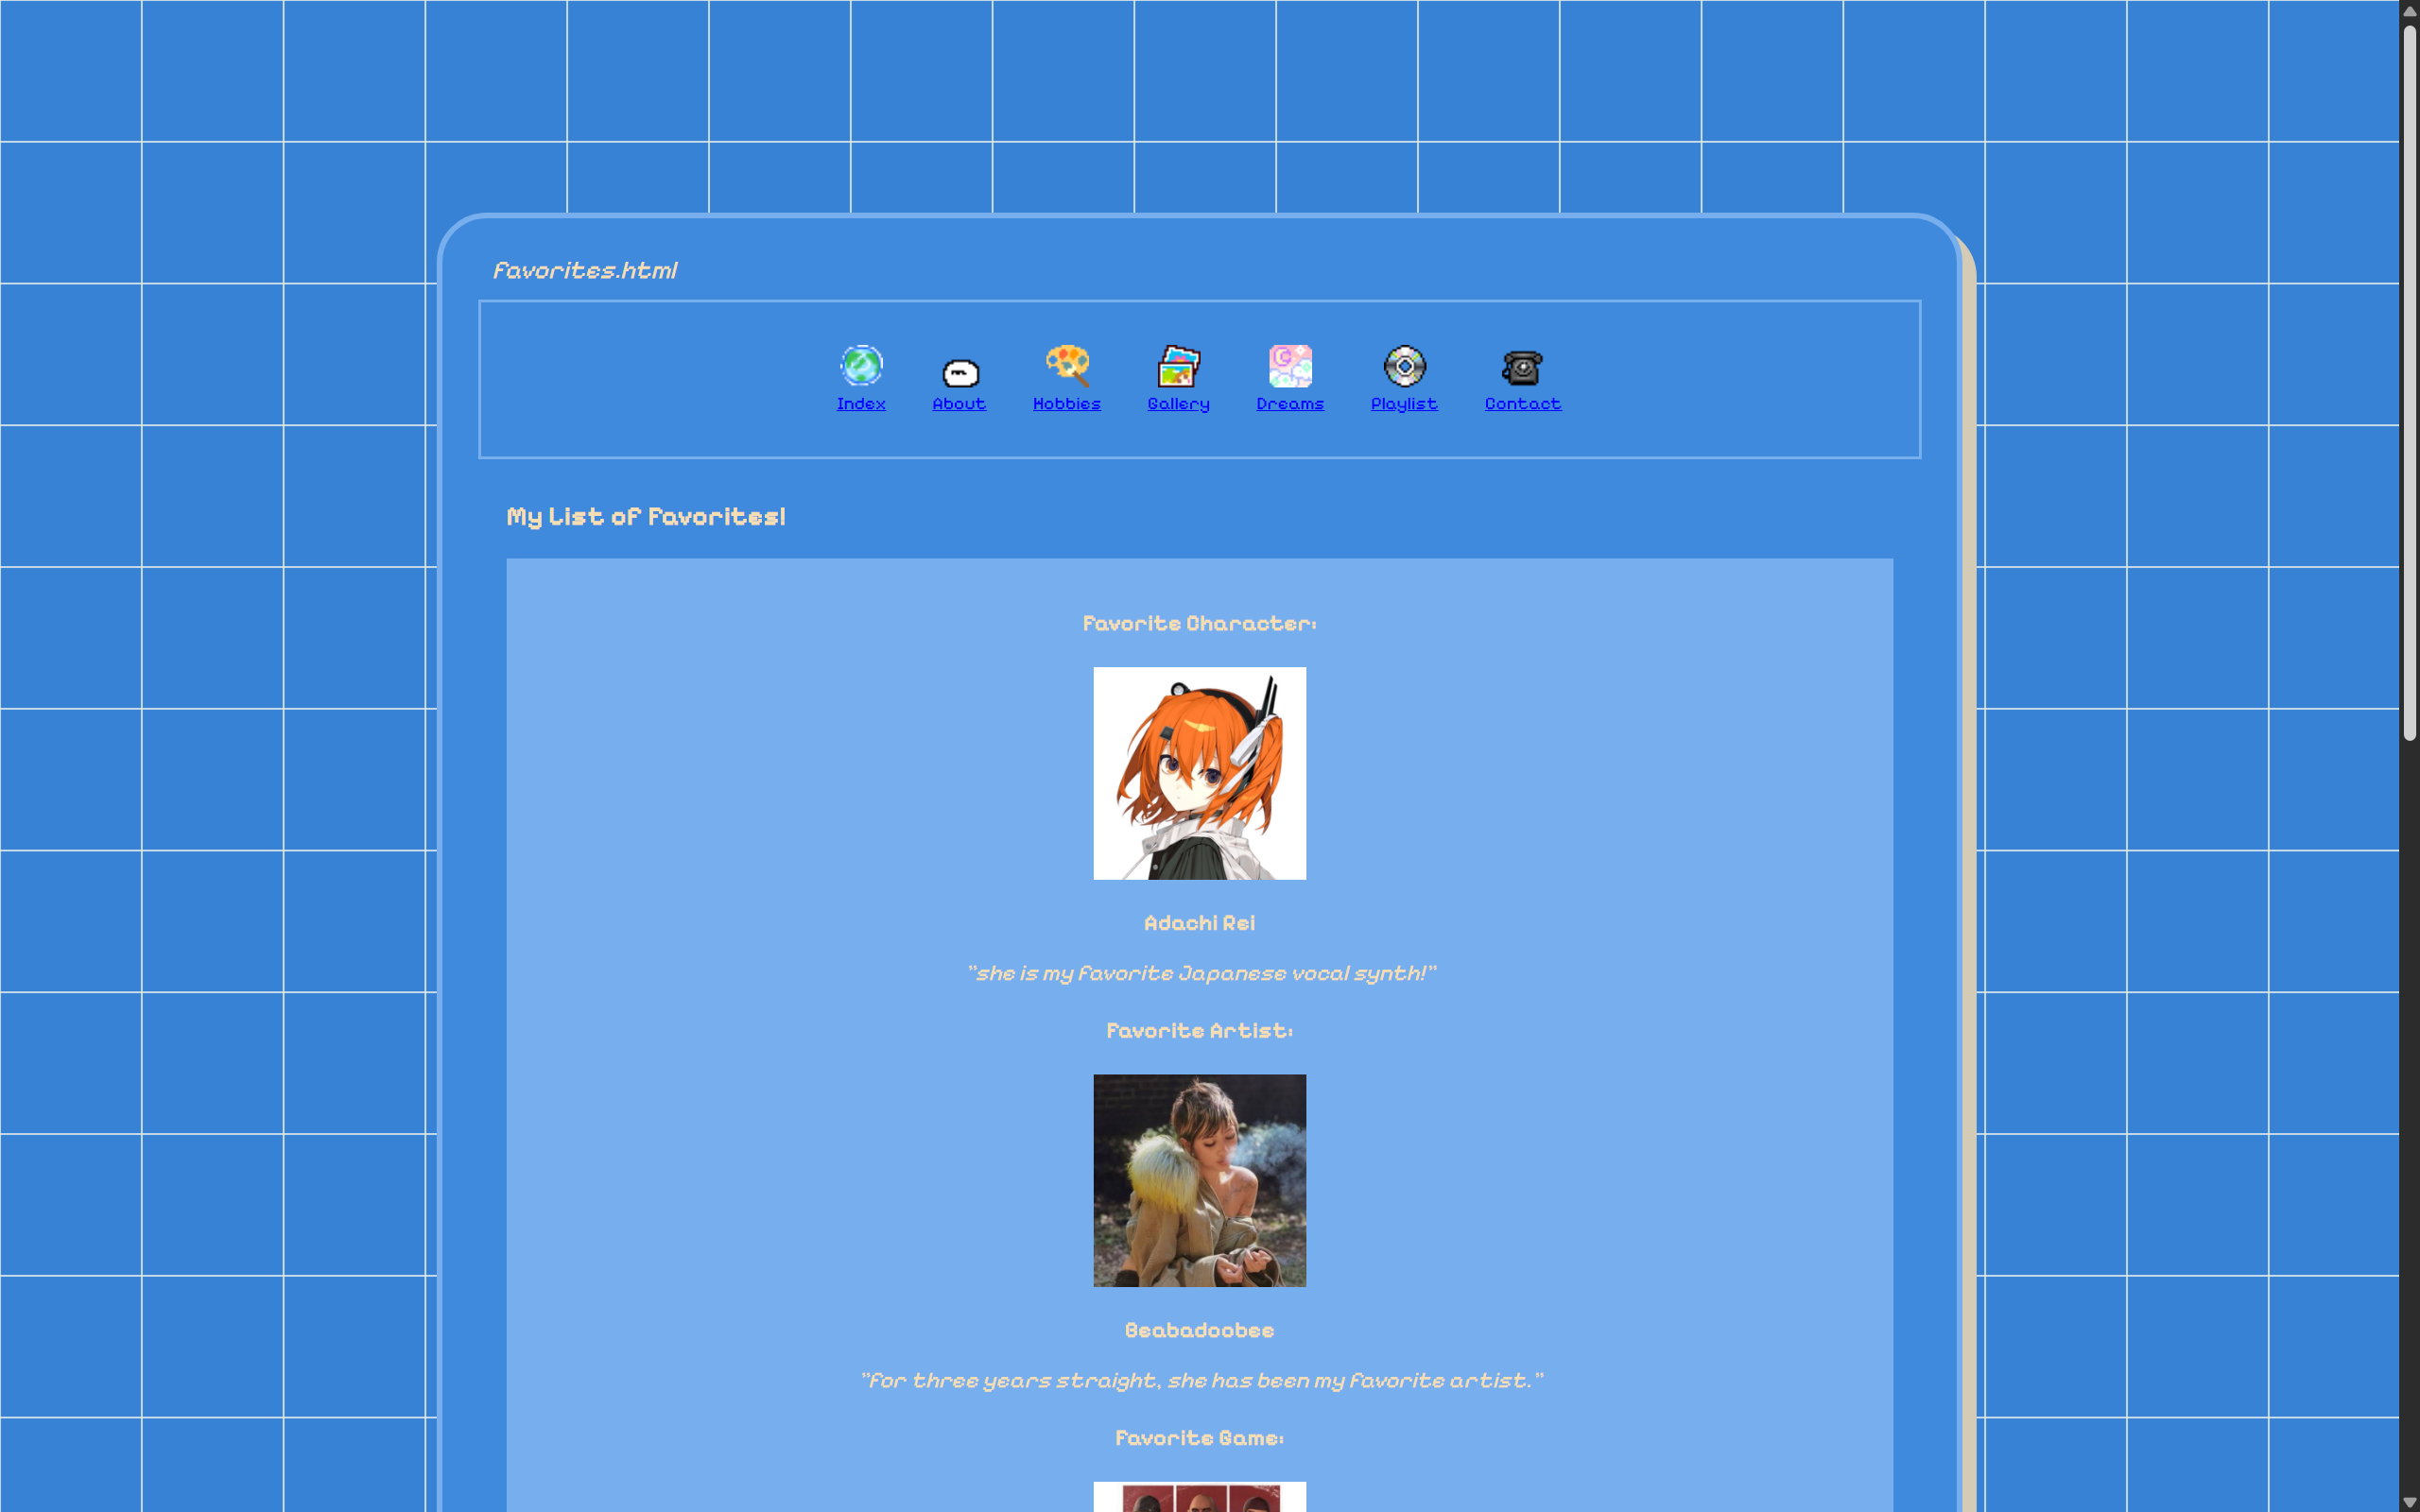 Favorites.html
Index About Hobbies Gallery Dreams Playlist Contact
My List of Favorites!
Favorite Character:
Adachi Rei
"she is my favorite Japanese vocal synth!"
Favorite Artist:
Beabadoobee
"for three years straight, she has been my favorite artist."
Favorite Game: